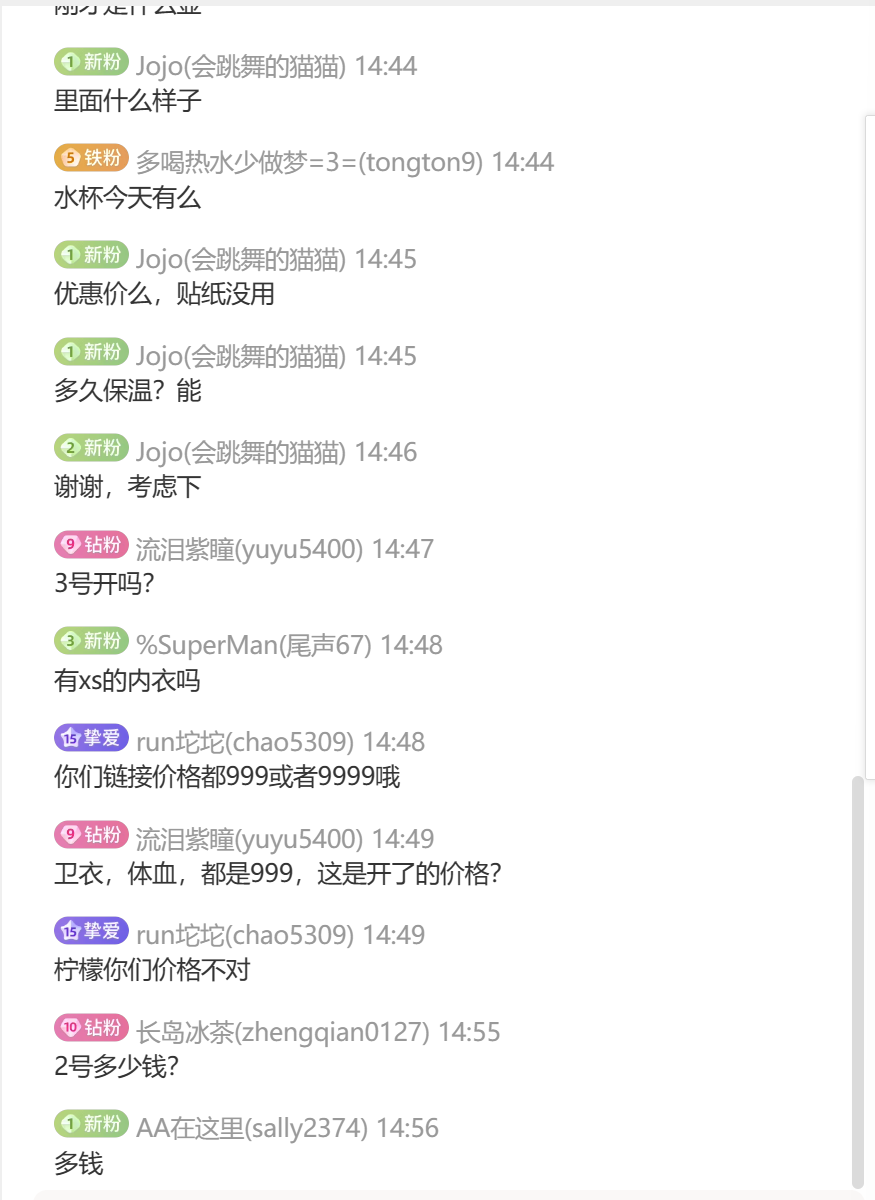 刚才是什么壶
1 新粉 Jojo(会跳舞的猫猫) 14:44
里面什么样子
5 铁粉 多喝热水少做梦=3=(tongton9) 14:44
水杯今天有么
1 新粉 Jojo(会跳舞的猫猫) 14:45
优惠价么，贴纸没用
1 新粉 Jojo(会跳舞的猫猫) 14:45
多久保温？能
2 新粉 Jojo(会跳舞的猫猫) 14:46
谢谢，考虑下
9 钻粉 流泪紫瞳(yuyu5400) 14:47
3号开吗？
3 新粉 %SuperMan(尾声67) 14:48
有xs的内衣吗
15 挚爱 run坨坨(chao5309) 14:48
你们链接价格都999或者9999哦
9 钻粉 流泪紫瞳(yuyu5400) 14:49
卫衣，体血，都是999，这是开了的价格？
15 挚爱 run坨坨(chao5309) 14:49
柠檬你们价格不对
10 钻粉 长岛冰茶(zhengqian0127) 14:55
2号多少钱？
1 新粉 AA在这里(sally2374) 14:56
多钱